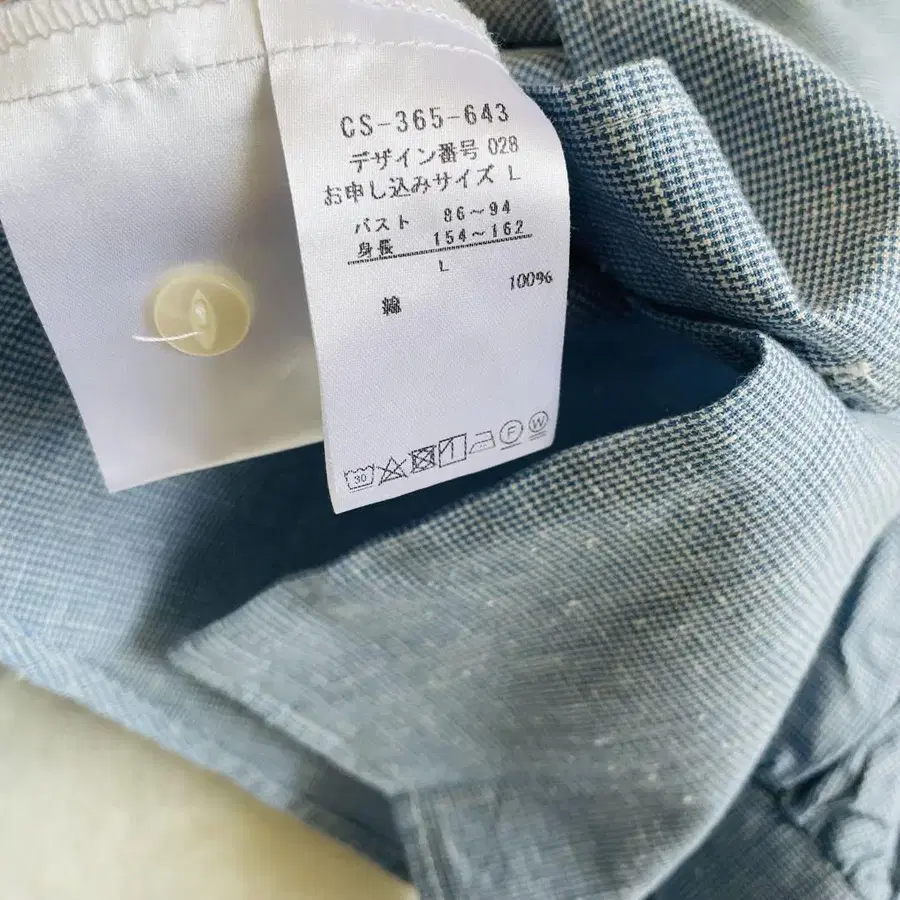 CS-365-643
デザイン番号 028
お申し込みサイズ L
バスト 86～94
身長 154～162
L
綿 100%
30
F W